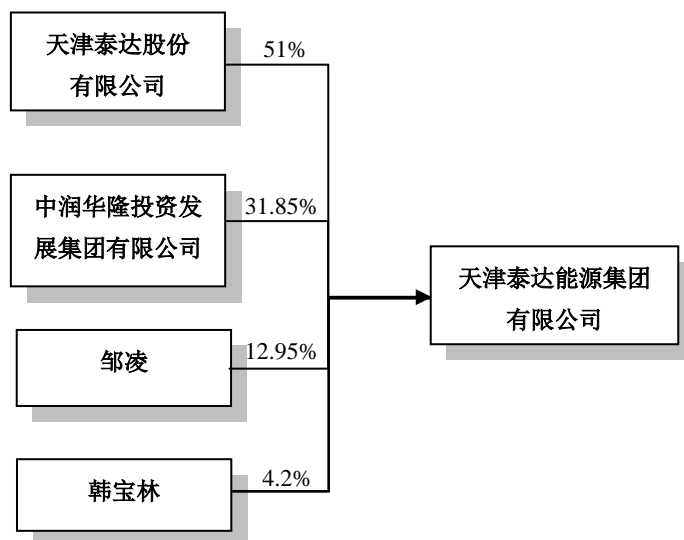 天津泰达股份
有限公司
51%
中润华隆投资发
展集团有限公司
31.85%
天津泰达能源集团
有限公司
邹凌
12.95%
韩宝林
4.2%